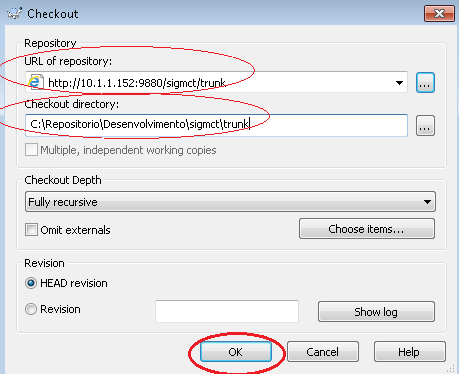 Checkout
Repository
URL of repository:
http://10.1.1.152:9880/sigmct/trunk
...
Checkout directory:
C:\Repositorio\Desenvolvimento\sigmct\trunk
...
Multiple, independent working copies
Checkout Depth
Fully recursive
Omit externals
Choose items...
Revision
HEAD revision
Revision
Show log
OK
Cancel
Help